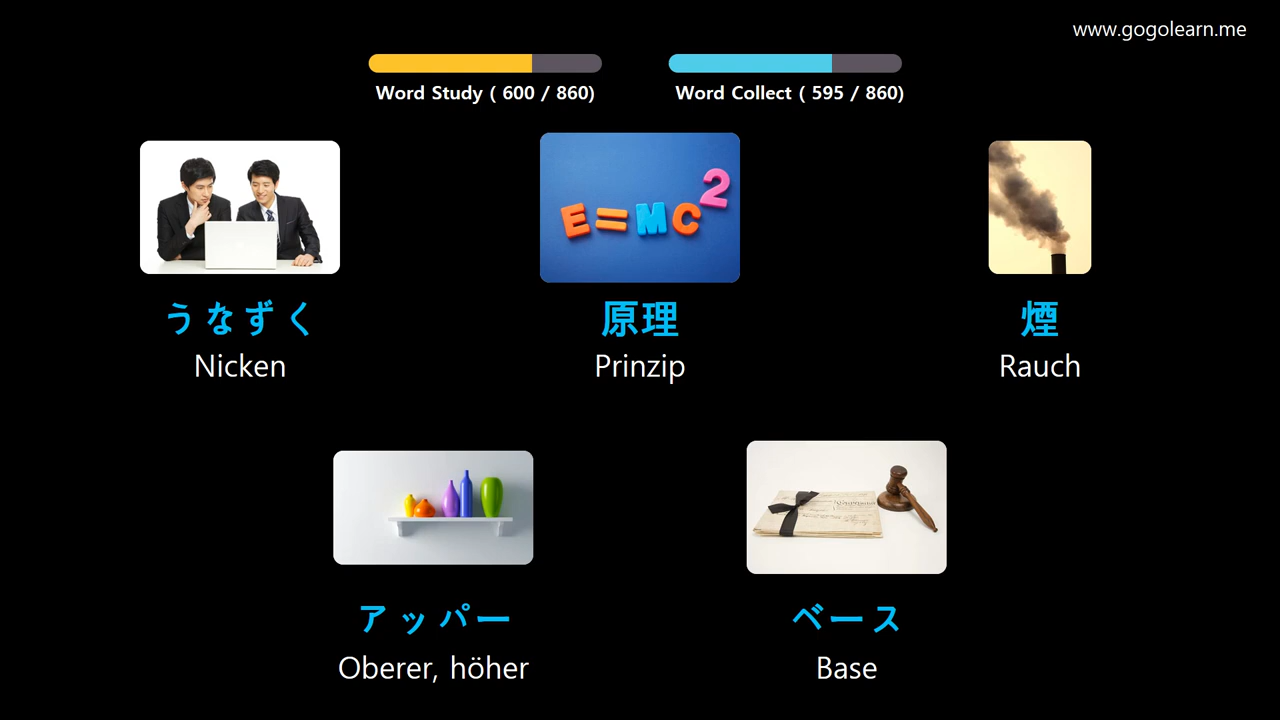 www.gogolearn.me
Word Study ( 600 / 860)
Word Collect ( 595 / 860)
E=MC2
うなずく
原理
煙
Nicken
Prinzip
Rauch
アッパー
ベース
Oberer, höher
Base